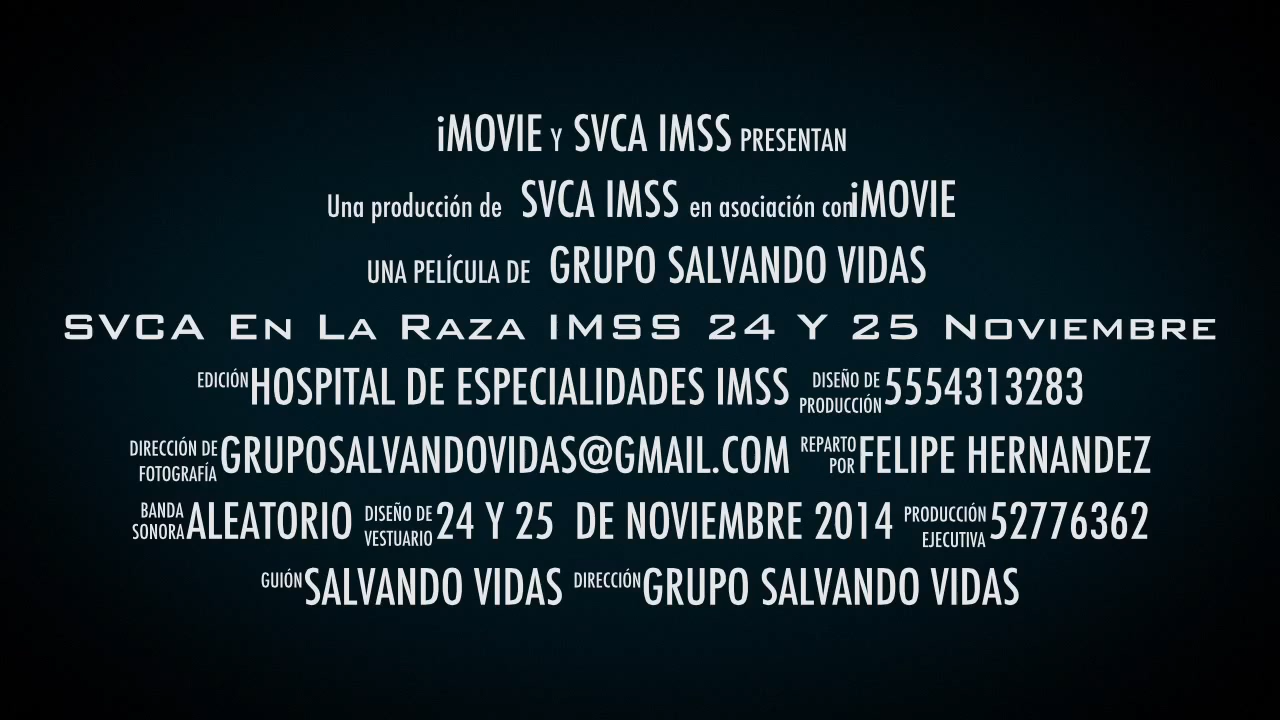 iMOVIE Y SVCA IMSS PRESENTAN
Una producción de SVCA IMSS en asociación con iMOVIE
UNA PELÍCULA DE GRUPO SALVANDO VIDAS
SVCA En La Raza IMSS 24 Y 25 Noviembre
EDICIÓN HOSPITAL DE ESPECIALIDADES IMSS DISEÑO DE PRODUCCIÓN 5554313283
DIRECCIÓN DE FOTOGRAFÍA GRUPOSALVANDOVIDAS@GMAIL.COM REPARTO POR FELIPE HERNANDEZ
BANDA SONORA ALEATORIO DISEÑO DE VESTUARIO 24 Y 25 DE NOVIEMBRE 2014 PRODUCCIÓN EJECUTIVA 52776362
GUIÓN SALVANDO VIDAS DIRECCIÓN GRUPO SALVANDO VIDAS